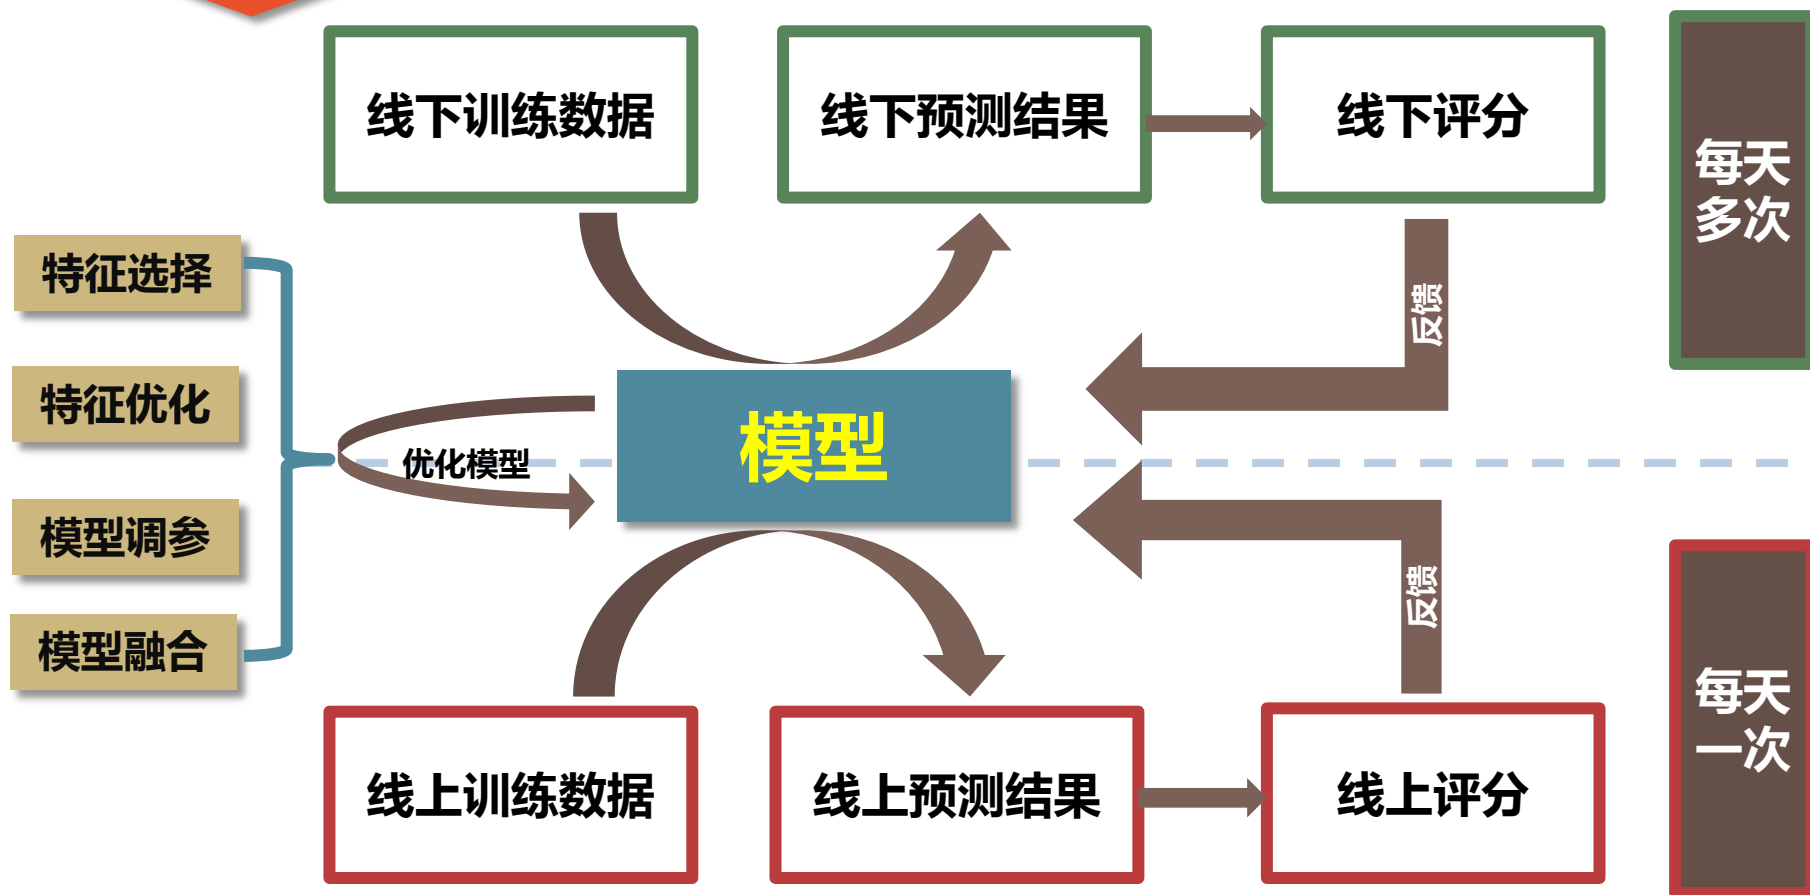 线下训练数据
线下预测结果
线下评分
每天
多次
特征选择
特征优化
模型调参
模型融合
优化模型
模型
反馈
反馈
线上训练数据
线上预测结果
线上评分
每天
一次